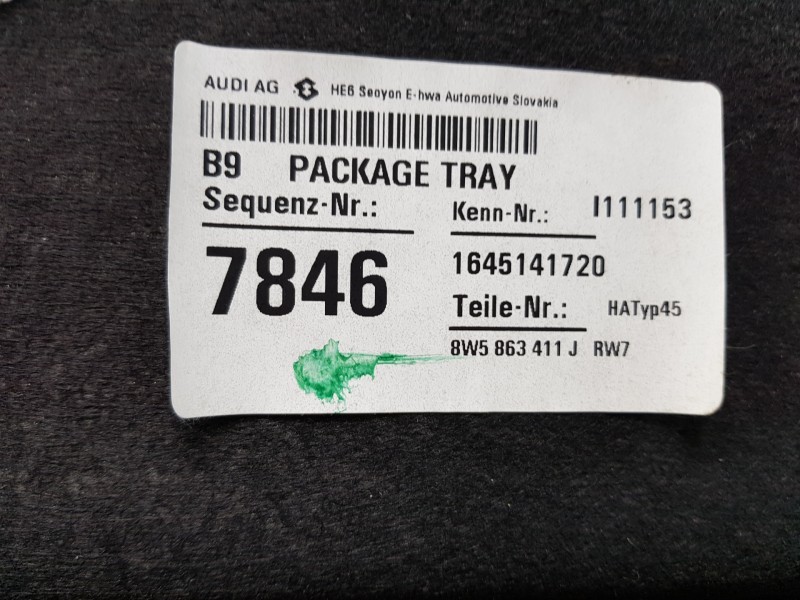 AUDI AG HE6 Seoyon E-hwa Automotive Slovakia
B9 PACKAGE TRAY
Sequenz-Nr.: Kenn-Nr.: I111153
7846 1645141720
Teile-Nr.: HATyp45
8W5 863 411 J RW7